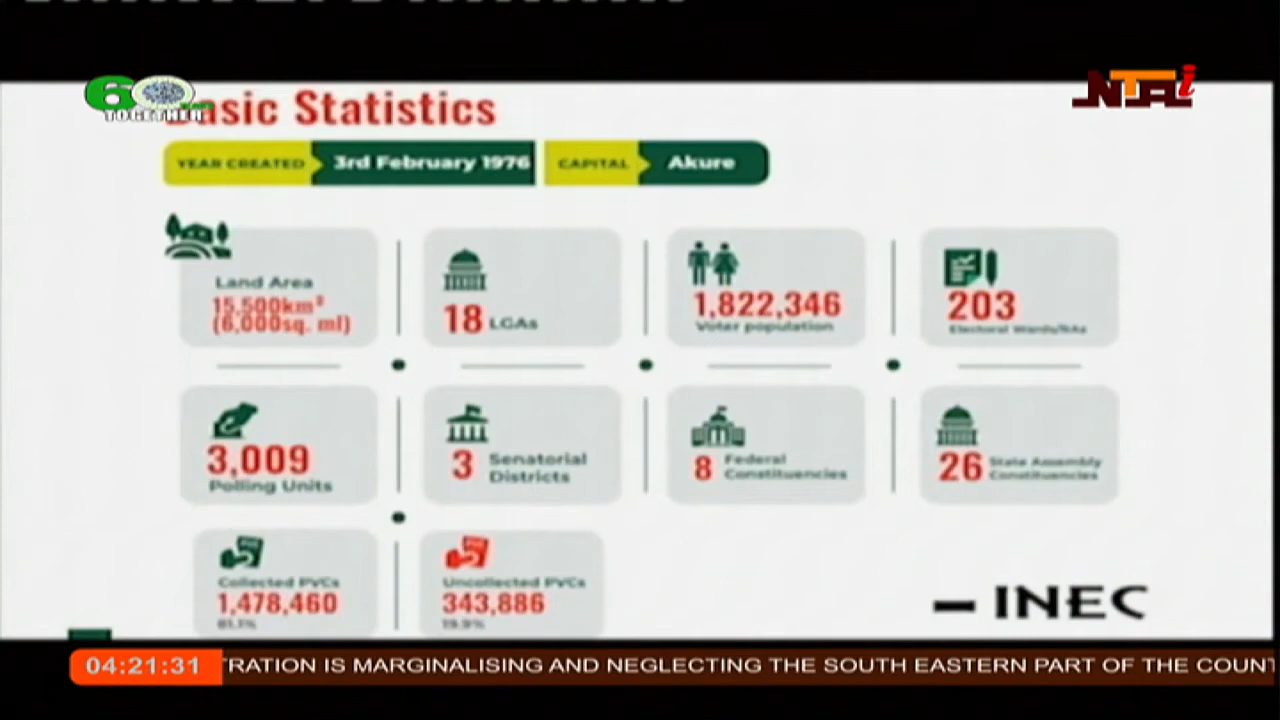 60
TOGETHER
NTAi
Basic Statistics
YEAR CREATED 3rd February 1976 CAPITAL Akure
Land Area
15,500km²
(6,000sq. ml)
18 LGAs
1,822,346
Voter population
203
Electoral Wards/RAs
3,009
Polling Units
3 Senatorial
Districts
8 Federal
Constituencies
26 State Assembly
Constituencies
Collected PVCs
1,478,460
81.1%
Uncollected PVCs
343,886
19.9%
INEC
04:21:31 TRATION IS MARGINALISING AND NEGLECTING THE SOUTH EASTERN PART OF THE COUNT